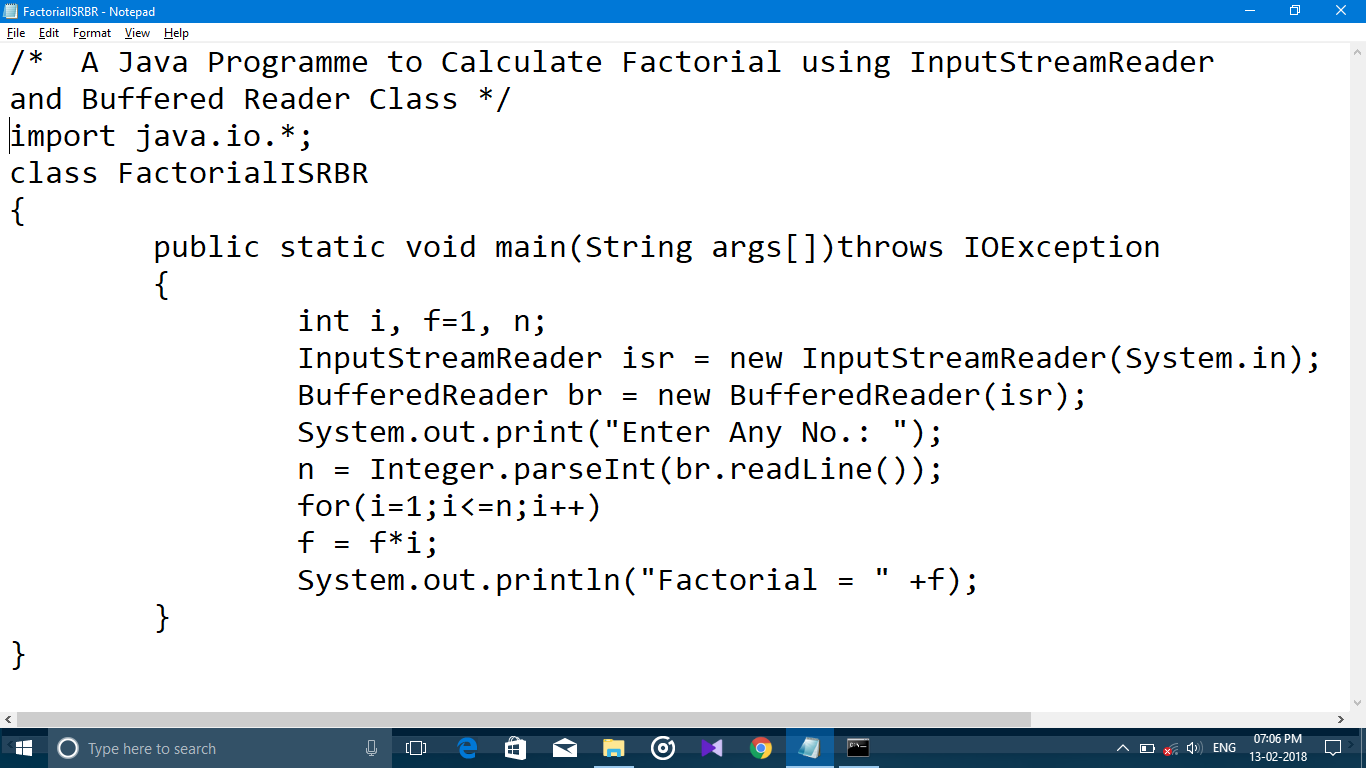 FactorialISRBR - Notepad
File Edit Format View Help
/*  A Java Programme to Calculate Factorial using InputStreamReader
and Buffered Reader Class */
import java.io.*;
class FactorialISRBR
{
        public static void main(String args[])throws IOException
        {
                int i, f=1, n;
                InputStreamReader isr = new InputStreamReader(System.in);
                BufferedReader br = new BufferedReader(isr);
                System.out.print("Enter Any No.: ");
                n = Integer.parseInt(br.readLine());
                for(i=1;i<=n;i++)
                f = f*i;
                System.out.println("Factorial = " +f);
        }
}
Type here to search
ENG
07:06 PM
13-02-2018